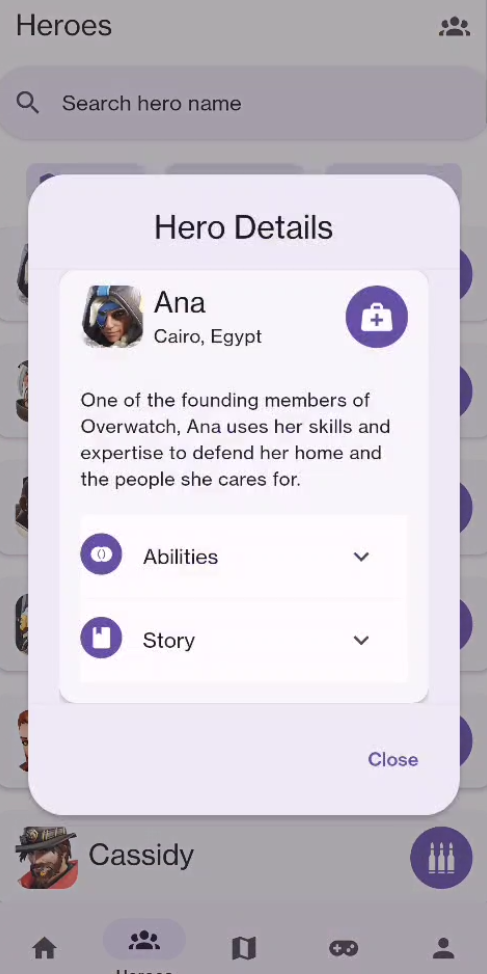 Heroes
Search hero name
Hero Details
Ana
Cairo, Egypt
One of the founding members of
Overwatch, Ana uses her skills and
expertise to defend her home and
the people she cares for.
Abilities
Story
Close
Cassidy
Heroes